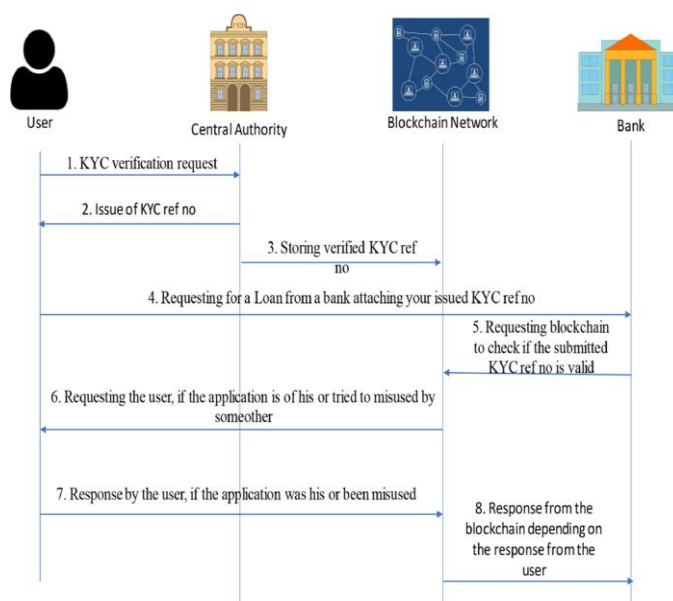 User
Central Authority
Blockchain Network
Bank
1. KYC verification request
2. Issue of KYC ref no
3. Storing verified KYC ref
no
4. Requesting for a Loan from a bank attaching your issued KYC ref no
5. Requesting blockchain
to check if the submitted
KYC ref no is valid
6. Requesting the user, if the application is of his or tried to misused by
someother
7. Response by the user, if the application was his or been misused
8. Response from the
blockchain depending on
the response from the
user